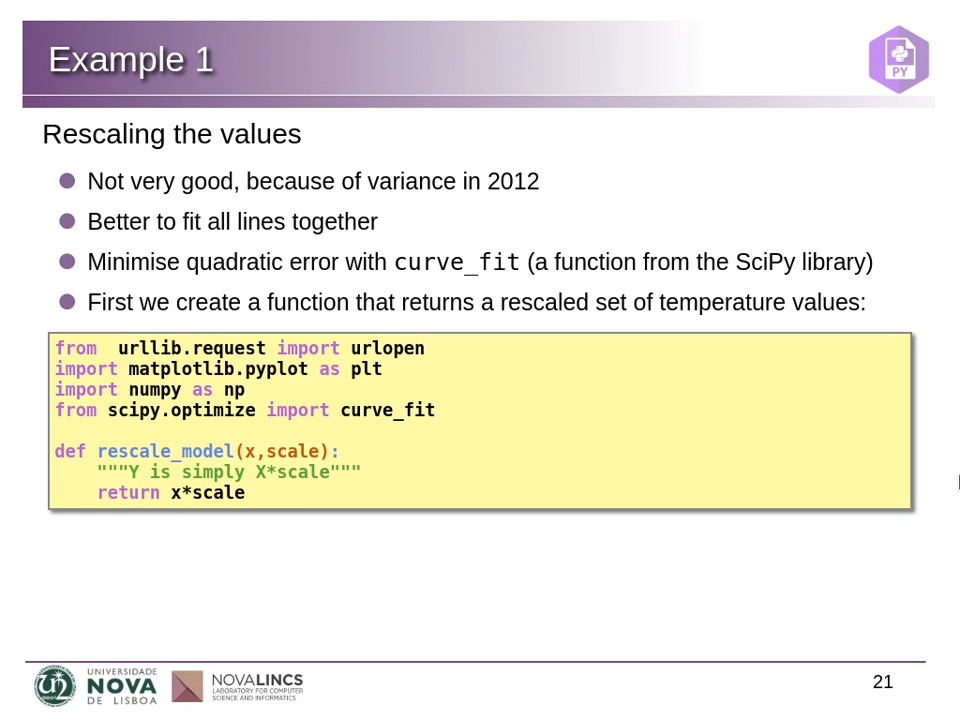 Example 1
PY
Rescaling the values
Not very good, because of variance in 2012
Better to fit all lines together
Minimise quadratic error with curve_fit (a function from the SciPy library)
First we create a function that returns a rescaled set of temperature values:
from  urllib.request import urlopen
import matplotlib.pyplot as plt
import numpy as np
from scipy.optimize import curve_fit
def rescale_model(x,scale):
    """Y is simply X*scale"""
    return x*scale
UNIVERSIDADE
NOVA
DE LISBOA
NOVALINCS
LABORATORY FOR COMPUTER
SCIENCE AND INFORMATICS
21